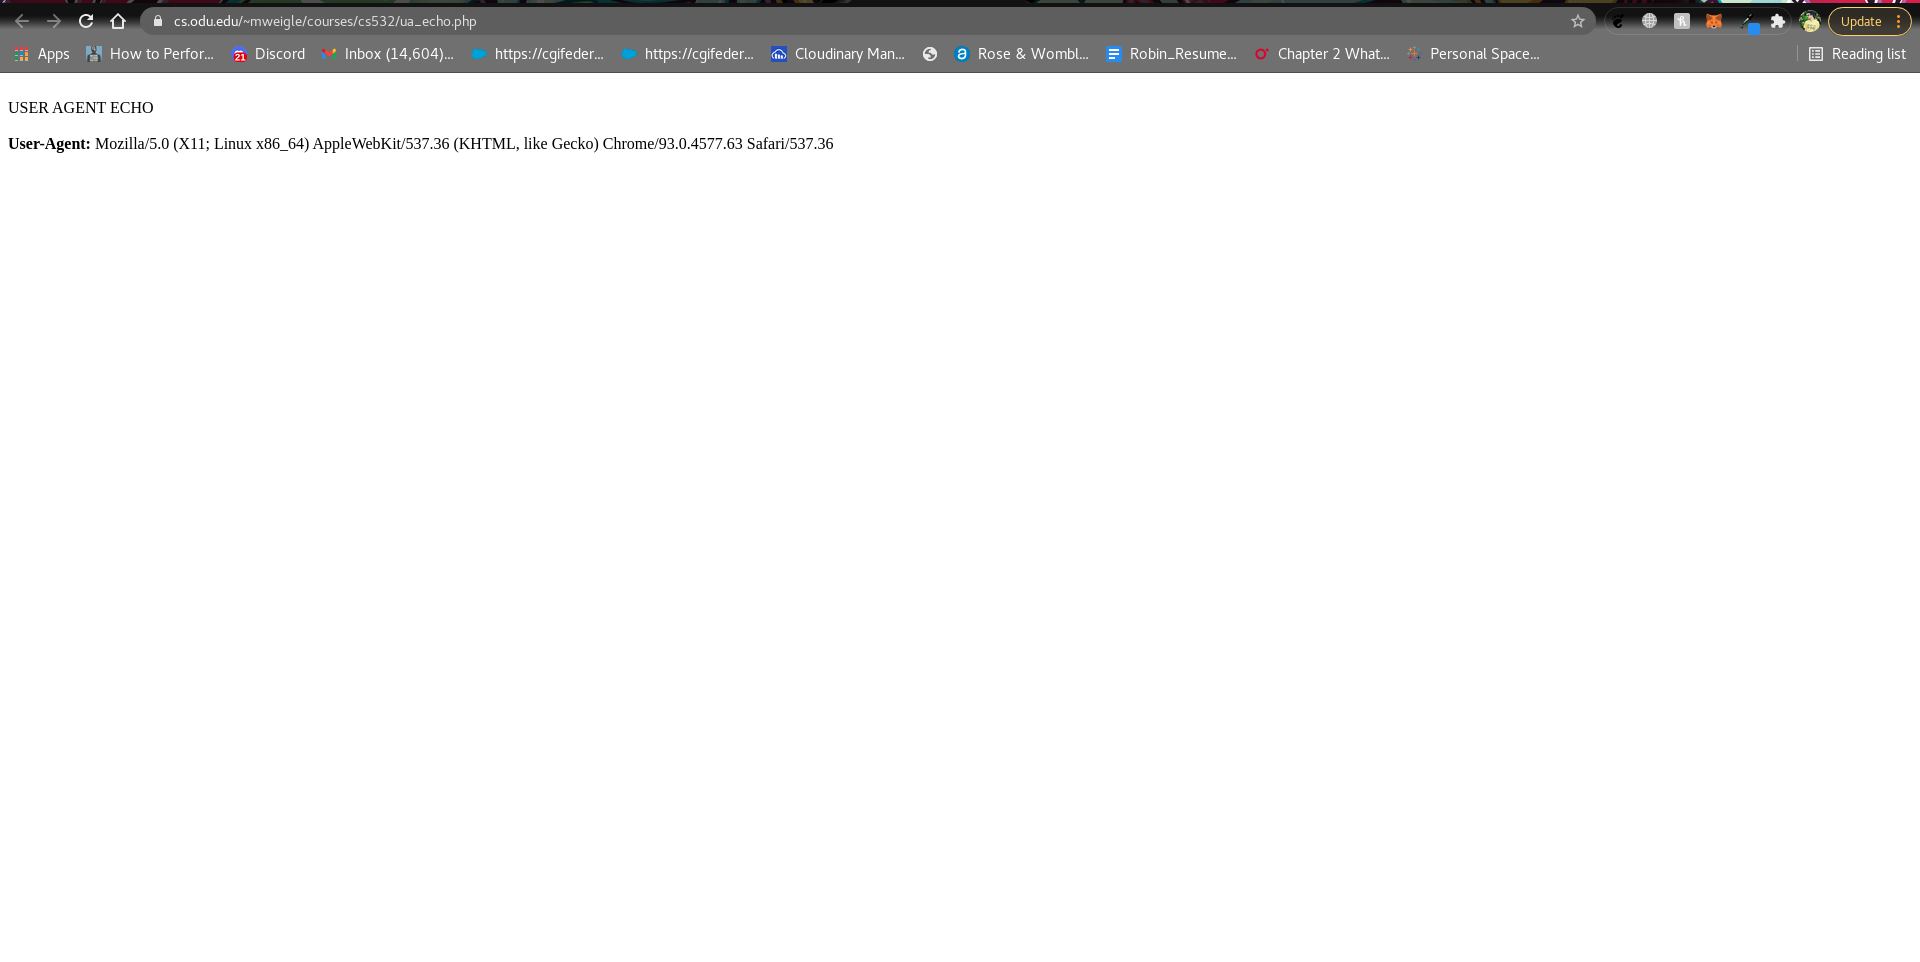 cs.odu.edu/~mweigle/courses/cs532/ua_echo.php
Update
Apps How to Perfor... Discord Inbox (14,604)... https://cgifeder... https://cgifeder... Cloudinary Man... Rose & Wombl... Robin_Resume... Chapter 2 What... Personal Space... Reading list
21
USER AGENT ECHO
User-Agent: Mozilla/5.0 (X11; Linux x86_64) AppleWebKit/537.36 (KHTML, like Gecko) Chrome/93.0.4577.63 Safari/537.36